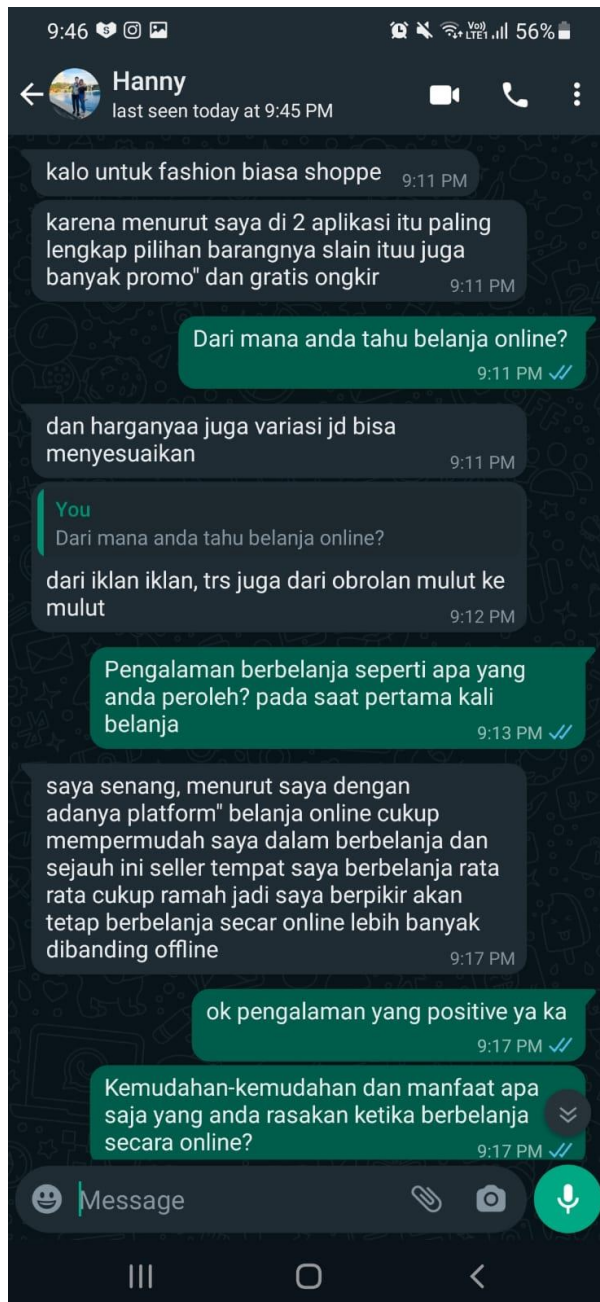 9:46
Vo))
LTE1
56%
Hanny
last seen today at 9:45 PM
kalo untuk fashion biasa shoppe
9:11 PM
karena menurut saya di 2 aplikasi itu paling
lengkap pilihan barangnya slain ituu juga
banyak promo" dan gratis ongkir
9:11 PM
Dari mana anda tahu belanja online?
9:11 PM
dan harganyaa juga variasi jd bisa
menyesuaikan
9:11 PM
You
Dari mana anda tahu belanja online?
dari iklan iklan, trs juga dari obrolan mulut ke
mulut
9:12 PM
Pengalaman berbelanja seperti apa yang
anda peroleh? pada saat pertama kali
belanja
9:13 PM
saya senang, menurut saya dengan
adanya platform" belanja online cukup
mempermudah saya dalam berbelanja dan
sejauh ini seller tempat saya berbelanja rata
rata cukup ramah jadi saya berpikir akan
tetap berbelanja secar online lebih banyak
dibanding offline
9:17 PM
ok pengalaman yang positive ya ka
9:17 PM
Kemudahan-kemudahan dan manfaat apa
saja yang anda rasakan ketika berbelanja
secara online?
9:17 PM
Message